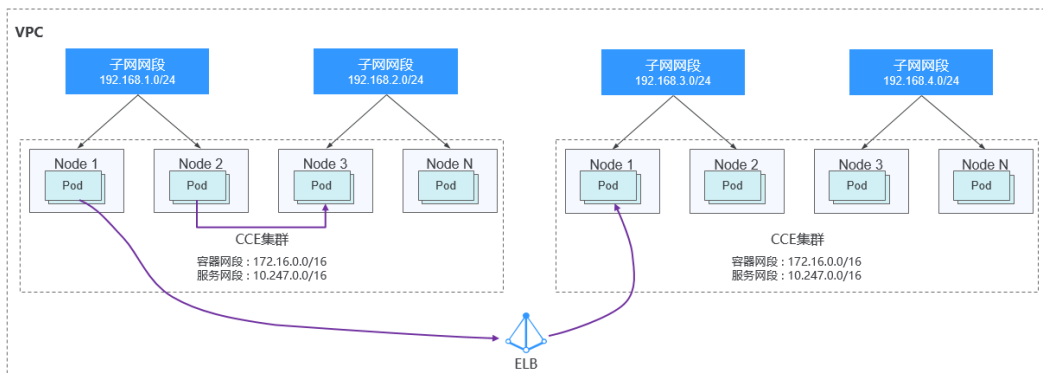 VPC
子网网段
192.168.1.0/24
子网网段
192.168.2.0/24
子网网段
192.168.3.0/24
子网网段
192.168.4.0/24
Node 1
Pod
Node 2
Pod
Node 3
Pod
Node N
Pod
CCE集群
容器网段：172.16.0.0/16
服务网段：10.247.0.0/16
Node 1
Pod
Node 2
Pod
Node 3
Pod
Node N
Pod
CCE集群
容器网段：172.16.0.0/16
服务网段：10.247.0.0/16
ELB